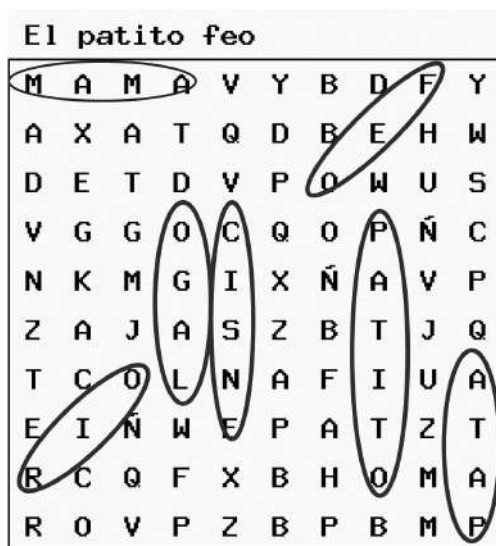 El patito feo
M A M A V Y B D F Y
A X A T Q D B E H W
D E T D V P O W U S
V G G O C Q O P Ñ C
N K M G I X Ñ A V P
Z A J A S Z B T J Q
T C O L N A F I U A
E I Ñ W E P A T Z T
R C Q F X B H O M A
R O V P Z B P B M P